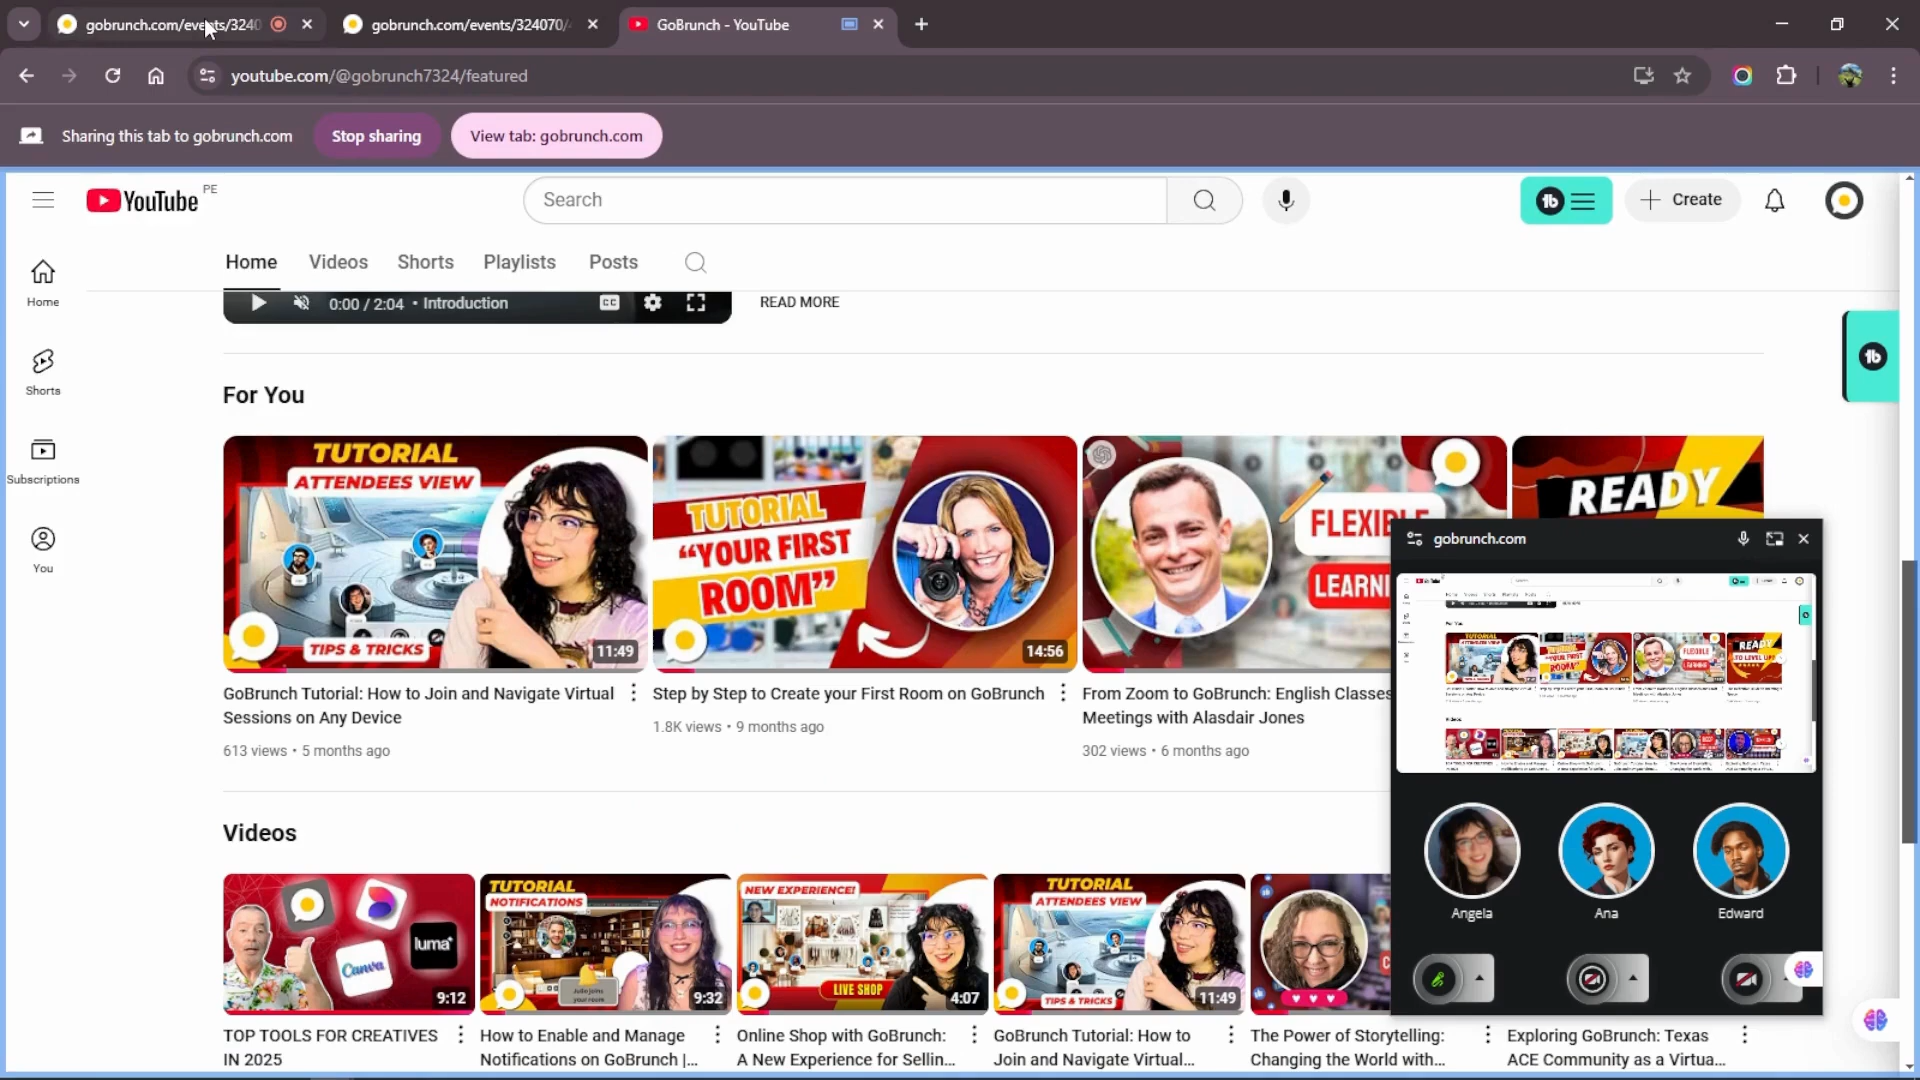 gobrunch.com/events/3240
gobrunch.com/events/324070/
GoBrunch - YouTube
youtube.com/@gobrunch7324/featured
Sharing this tab to gobrunch.com
Stop sharing
View tab: gobrunch.com
YouTube PE
Search
Create
Home Videos Shorts Playlists Posts
Home
Shorts
Subscriptions
You
0:00 / 2:04 • Introduction
CC
READ MORE
For You
TUTORIAL
ATTENDEES VIEW
TIPS & TRICKS
11:49
TUTORIAL
"YOUR FIRST
ROOM"
14:56
FLEXIBLE
LEARNI
READY
GoBrunch Tutorial: How to Join and Navigate Virtual
Sessions on Any Device
613 views • 5 months ago
Step by Step to Create your First Room on GoBrunch
1.8K views • 9 months ago
From Zoom to GoBrunch: English Classes
Meetings with Alasdair Jones
302 views • 6 months ago
gobrunch.com
Angela
Ana
Edward
Videos
luma
Canva
9:12
TUTORIAL
NOTIFICATIONS
Judo joins
your room
9:32
NEW EXPERIENCE!
LIVE SHOP
4:07
TUTORIAL
ATTENDEES VIEW
TIPS & TRICKS
11:49
TOP TOOLS FOR CREATIVES
IN 2025
How to Enable and Manage
Notifications on GoBrunch |...
Online Shop with GoBrunch:
A New Experience for Sellin...
GoBrunch Tutorial: How to
Join and Navigate Virtual...
The Power of Storytelling:
Changing the World with...
Exploring GoBrunch: Texas
ACE Community as a Virtua...